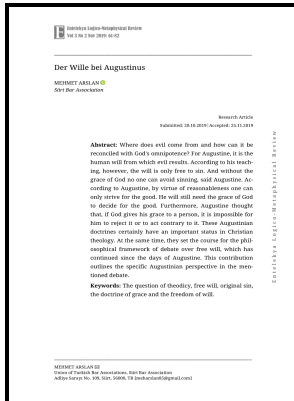 Entelekya Logico-Metaphysical Review
Vol 3 No 2 Nov 2019: 61-82
Der Wille bei Augustinus
MEHMET ARSLAN
Siirt Bar Association
Research Article
Submitted: 20.10.2019 | Accepted: 23.11.2019
Abstract: Where does evil come from and how can it be
reconciled with God's omnipotence? For Augustine, it is the
human will from which evil results. According to his teach-
ing, however, the will is only free to sin. And without the
grace of God no one can avoid sinning, said Augustine. Ac-
cording to Augustine, by virtue of reasonableness one can
only strive for the good. He will still need the grace of God
to decide for the good. Furthermore, Augustine thought
that, if God gives his grace to a person, it is impossible for
him to reject it or to act contrary to it. These Augustinian
doctrines certainly have an important status in Christian
theology. At the same time, they set the course for the phil-
osophical framework of debate over free will, which has
continued since the days of Augustine. This contribution
outlines the specific Augustinian perspective in the men-
tioned debate.
Keywords: The question of theodicy, free will, original sin,
the doctrine of grace and the freedom of will.
Entelekya Logico-Metaphysical Review
MEHMET ARSLAN
Union of Turkish Bar Associations, Siirt Bar Association
Adliye Sarayı No. 109, Siirt, 56000, TR